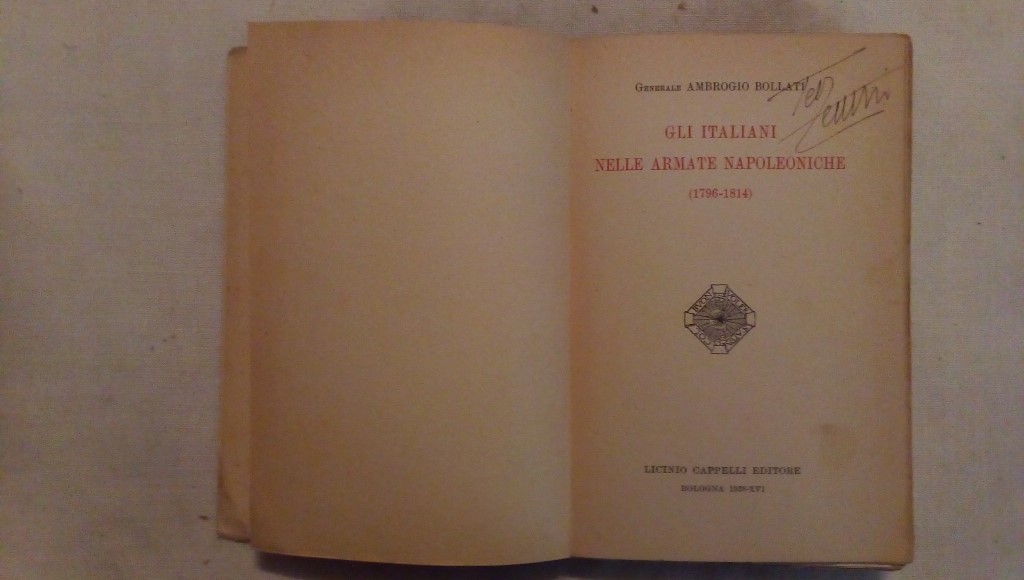 Generale AMBROGIO BOLLATI
GLI ITALIANI
NELLE ARMATE NAPOLEONICHE
(1796-1814)
LICINIO CAPPELLI EDITORE
BOLOGNA 1938-XVI